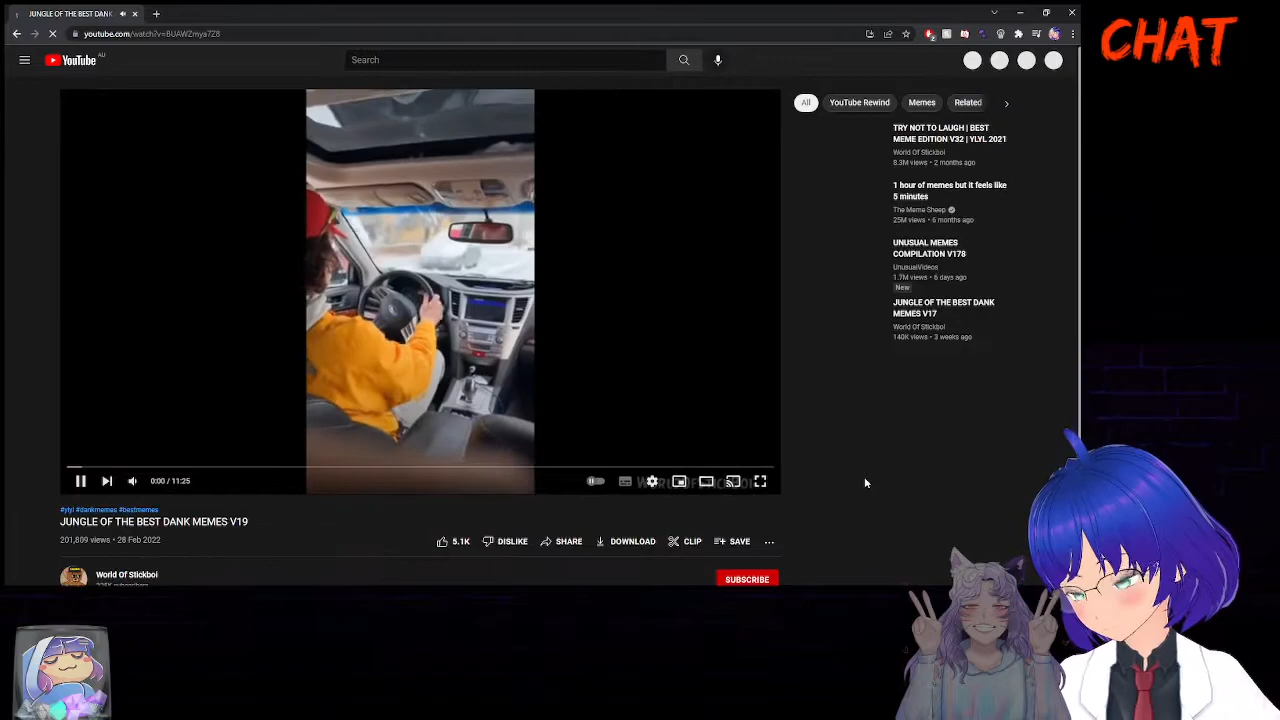 JUNGLE OF THE BEST DANK
youtube.com/watch?v=BUAWZmya7Z8
CHAT
YouTube AU
Search
All
YouTube Rewind
Memes
Related
TRY NOT TO LAUGH | BEST
MEME EDITION V32 | YLYL 2021
World Of Stickboi
8.3M views • 2 months ago
1 hour of memes but it feels like
5 minutes
The Meme Sheep
25M views • 6 months ago
UNUSUAL MEMES
COMPILATION V178
UnusualVideos
1.7M views • 6 days ago
New
JUNGLE OF THE BEST DANK
MEMES V17
World Of Stickboi
140K views • 3 weeks ago
0:00 / 11:25
#ylyl #dankmemes #bestmemes
JUNGLE OF THE BEST DANK MEMES V19
201,809 views • 28 Feb 2022
5.1K
DISLIKE
SHARE
DOWNLOAD
CLIP
SAVE
World Of Stickboi
SUBSCRIBE